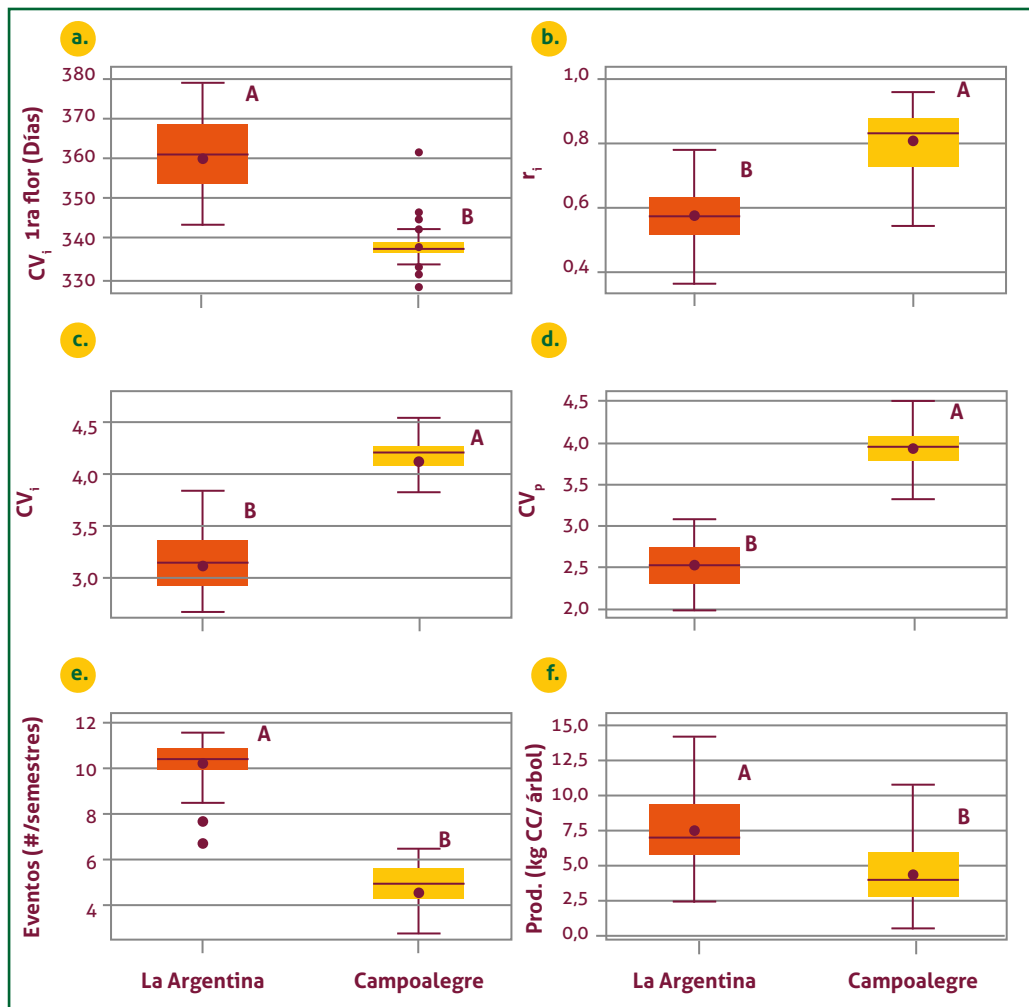 a.
CVi 1ra flor (Días)
380
370
360
350
340
330
A
B
b.
ri
1,0
0,8
0,6
0,4
B
A
c.
CVi
4,5
4,0
3,5
3,0
B
A
d.
CVp
4,5
4,0
3,5
3,0
2,5
2,0
B
A
e.
Eventos (#/semestres)
12
10
8
6
4
A
B
La Argentina
Campoalegre
f.
Prod. (kg CC/ árbol)
15,0
12,5
10,0
7,5
5,0
2,5
0,0
A
B
La Argentina
Campoalegre